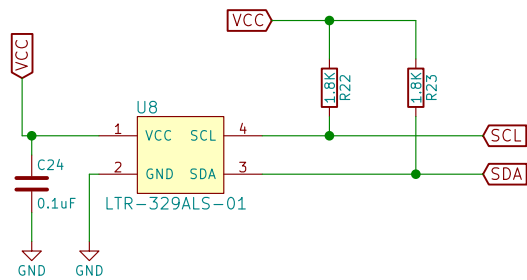 VCC
VCC
1.8K
R22
1.8K
R23
U8
1 VCC SCL 4
SCL
2 GND SDA 3
SDA
C24
0.1uF
LTR-329ALS-01
GND
GND